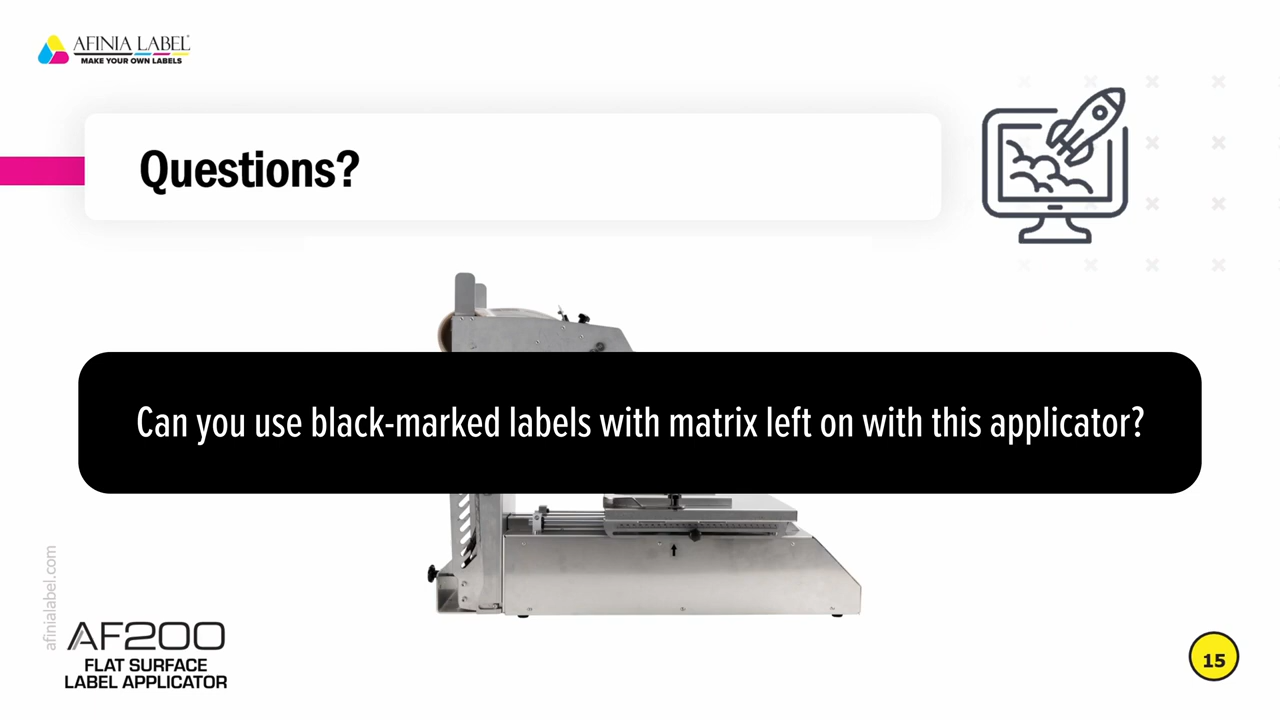 AFINIA LABEL
MAKE YOUR OWN LABELS
Questions?
Can you use black-marked labels with matrix left on with this applicator?
afinialabel.com
AF200
FLAT SURFACE
LABEL APPLICATOR
15